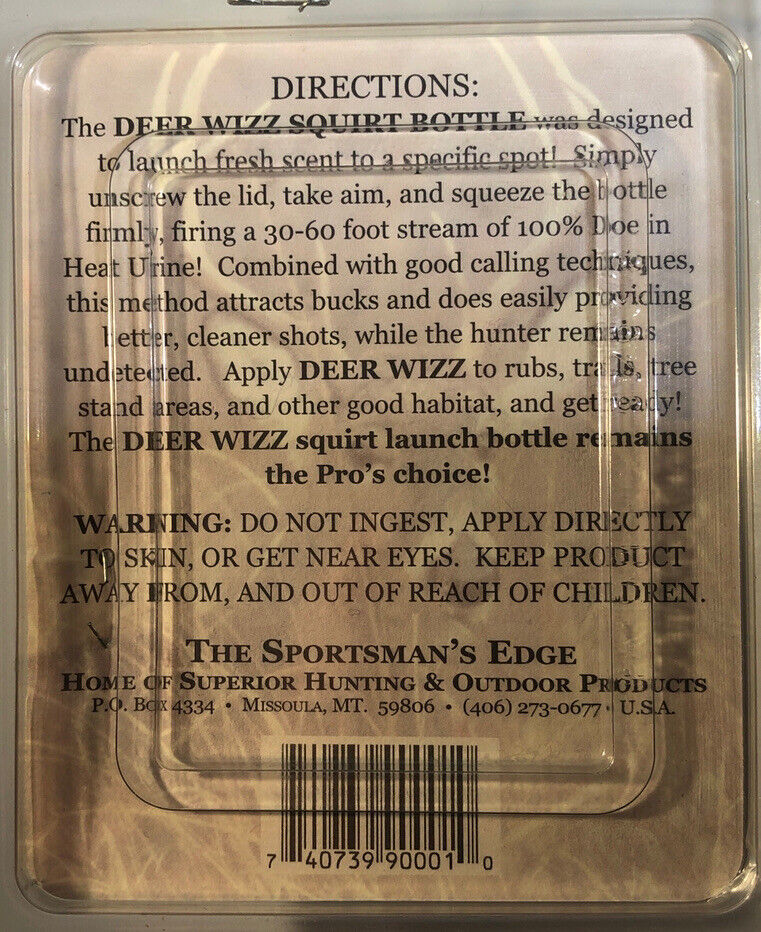 DIRECTIONS:
The DEER WIZZ SQUIRT BOTTLE was designed
to launch fresh scent to a specific spot!  Simply
unscrew the lid, take aim, and squeeze the bottle
firmly, firing a 30-60 foot stream of 100% Doe in
Heat Urine!  Combined with good calling techniques,
this method attracts bucks and does easily providing
better, cleaner shots, while the hunter remains
undetected.  Apply DEER WIZZ to rubs, trails, tree
stand areas, and other good habitat, and get ready!
The DEER WIZZ squirt launch bottle remains
the Pro's choice!
WARNING: DO NOT INGEST, APPLY DIRECTLY
TO SKIN, OR GET NEAR EYES.  KEEP PRODUCT
AWAY FROM, AND OUT OF REACH OF CHILDREN.
THE SPORTSMAN'S EDGE
HOME OF SUPERIOR HUNTING & OUTDOOR PRODUCTS
P.O. BOX 4334 • MISSOULA, MT. 59806 • (406) 273-0677 • U.S.A.
7 40739 90001 0